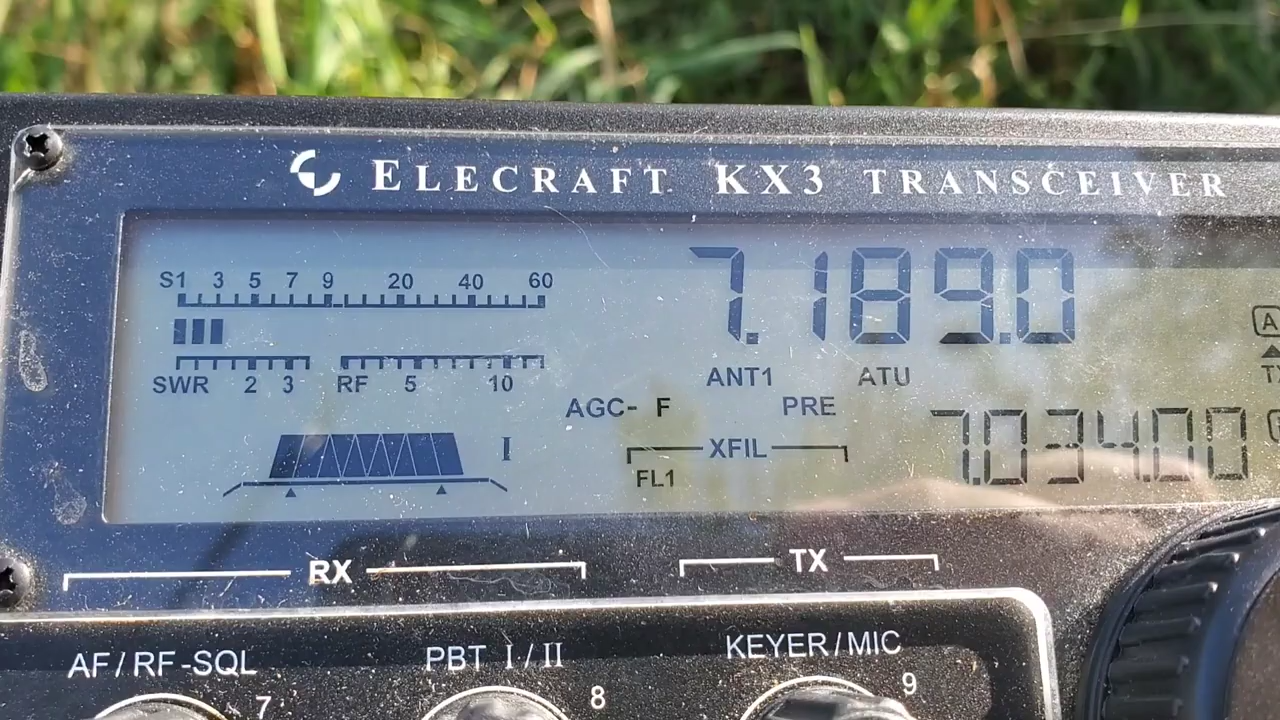 ELECRAFT KX3 TRANSCEIVER
S1 3 5 7 9 20 40 60
7.189.0
SWR 2 3 RF 5 10
ANT1 ATU
AGC- F PRE
7.034.00
I XFIL
FL1
RX TX
AF / RF -SQL PBT I / II KEYER / MIC
7 8 9